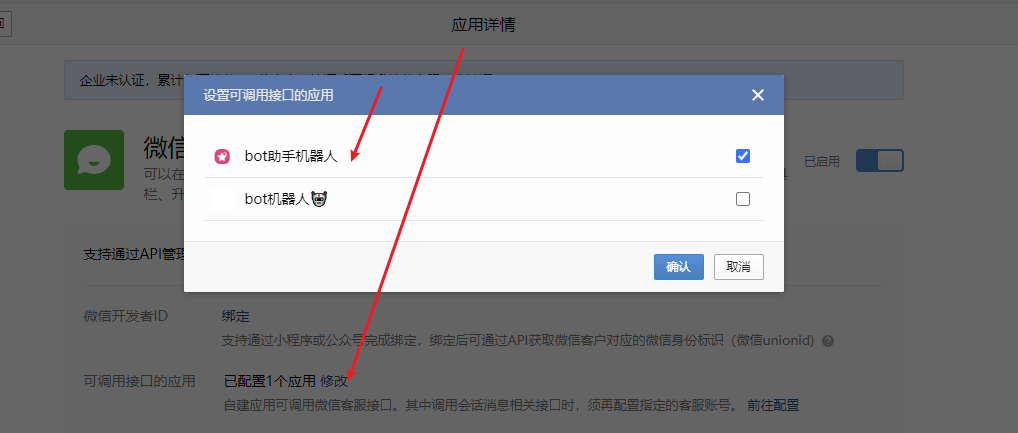 应用详情
企业未认证，累计
设置可调用接口的应用
微信
可以在
栏、升
bot助手机器人
已启用
bot机器人
支持通过API管理
确认
取消
微信开发者ID
绑定
支持通过小程序或公众号完成绑定，绑定后可通过API获取微信客户对应的微信身份标识（微信unionid）
可调用接口的应用
已配置1个应用 修改
自建应用可调用微信客服接口。其中调用会话消息相关接口时，须再配置指定的客服账号。 前往配置